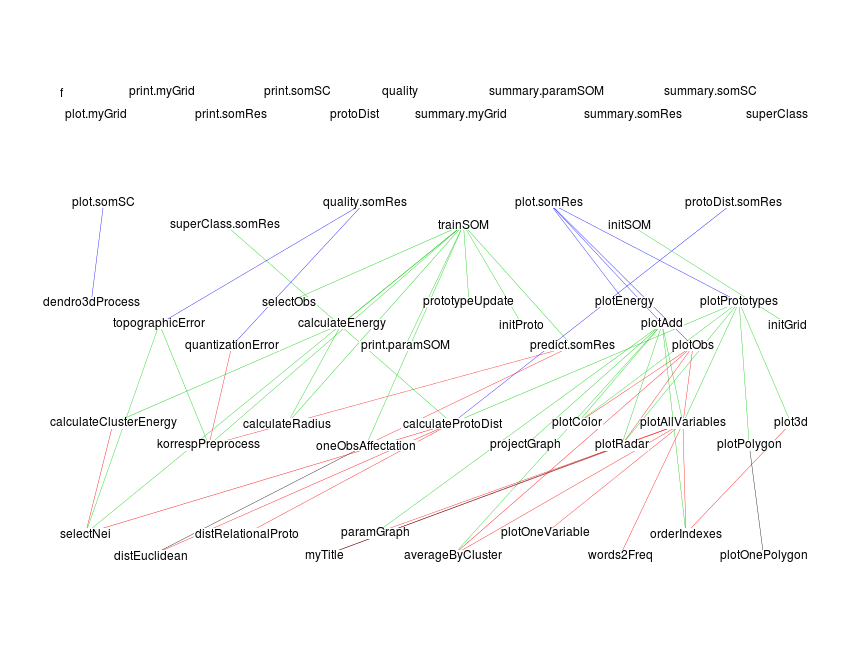 f
print.myGrid
print.somSC
quality
summary.paramSOM
summary.somSC
plot.myGrid
print.somRes
protoDist
summary.myGrid
summary.somRes
superClass
plot.somSC
quality.somRes
plot.somRes
protoDist.somRes
superClass.somRes
trainSOM
initSOM
dendro3dProcess
selectObs
prototypeUpdate
plotEnergy
plotPrototypes
topographicError
calculateEnergy
initProto
plotAdd
initGrid
quantizationError
print.paramSOM
predict.somRes
plotObs
calculateClusterEnergy
calculateRadius
calculateProtoDist
plotColor
plotAllVariables
plot3d
korrespPreprocess
oneObsAffectation
projectGraph
plotRadar
plotPolygon
selectNei
distRelationalProto
paramGraph
plotOneVariable
orderIndexes
distEuclidean
myTitle
averageByCluster
words2Freq
plotOnePolygon